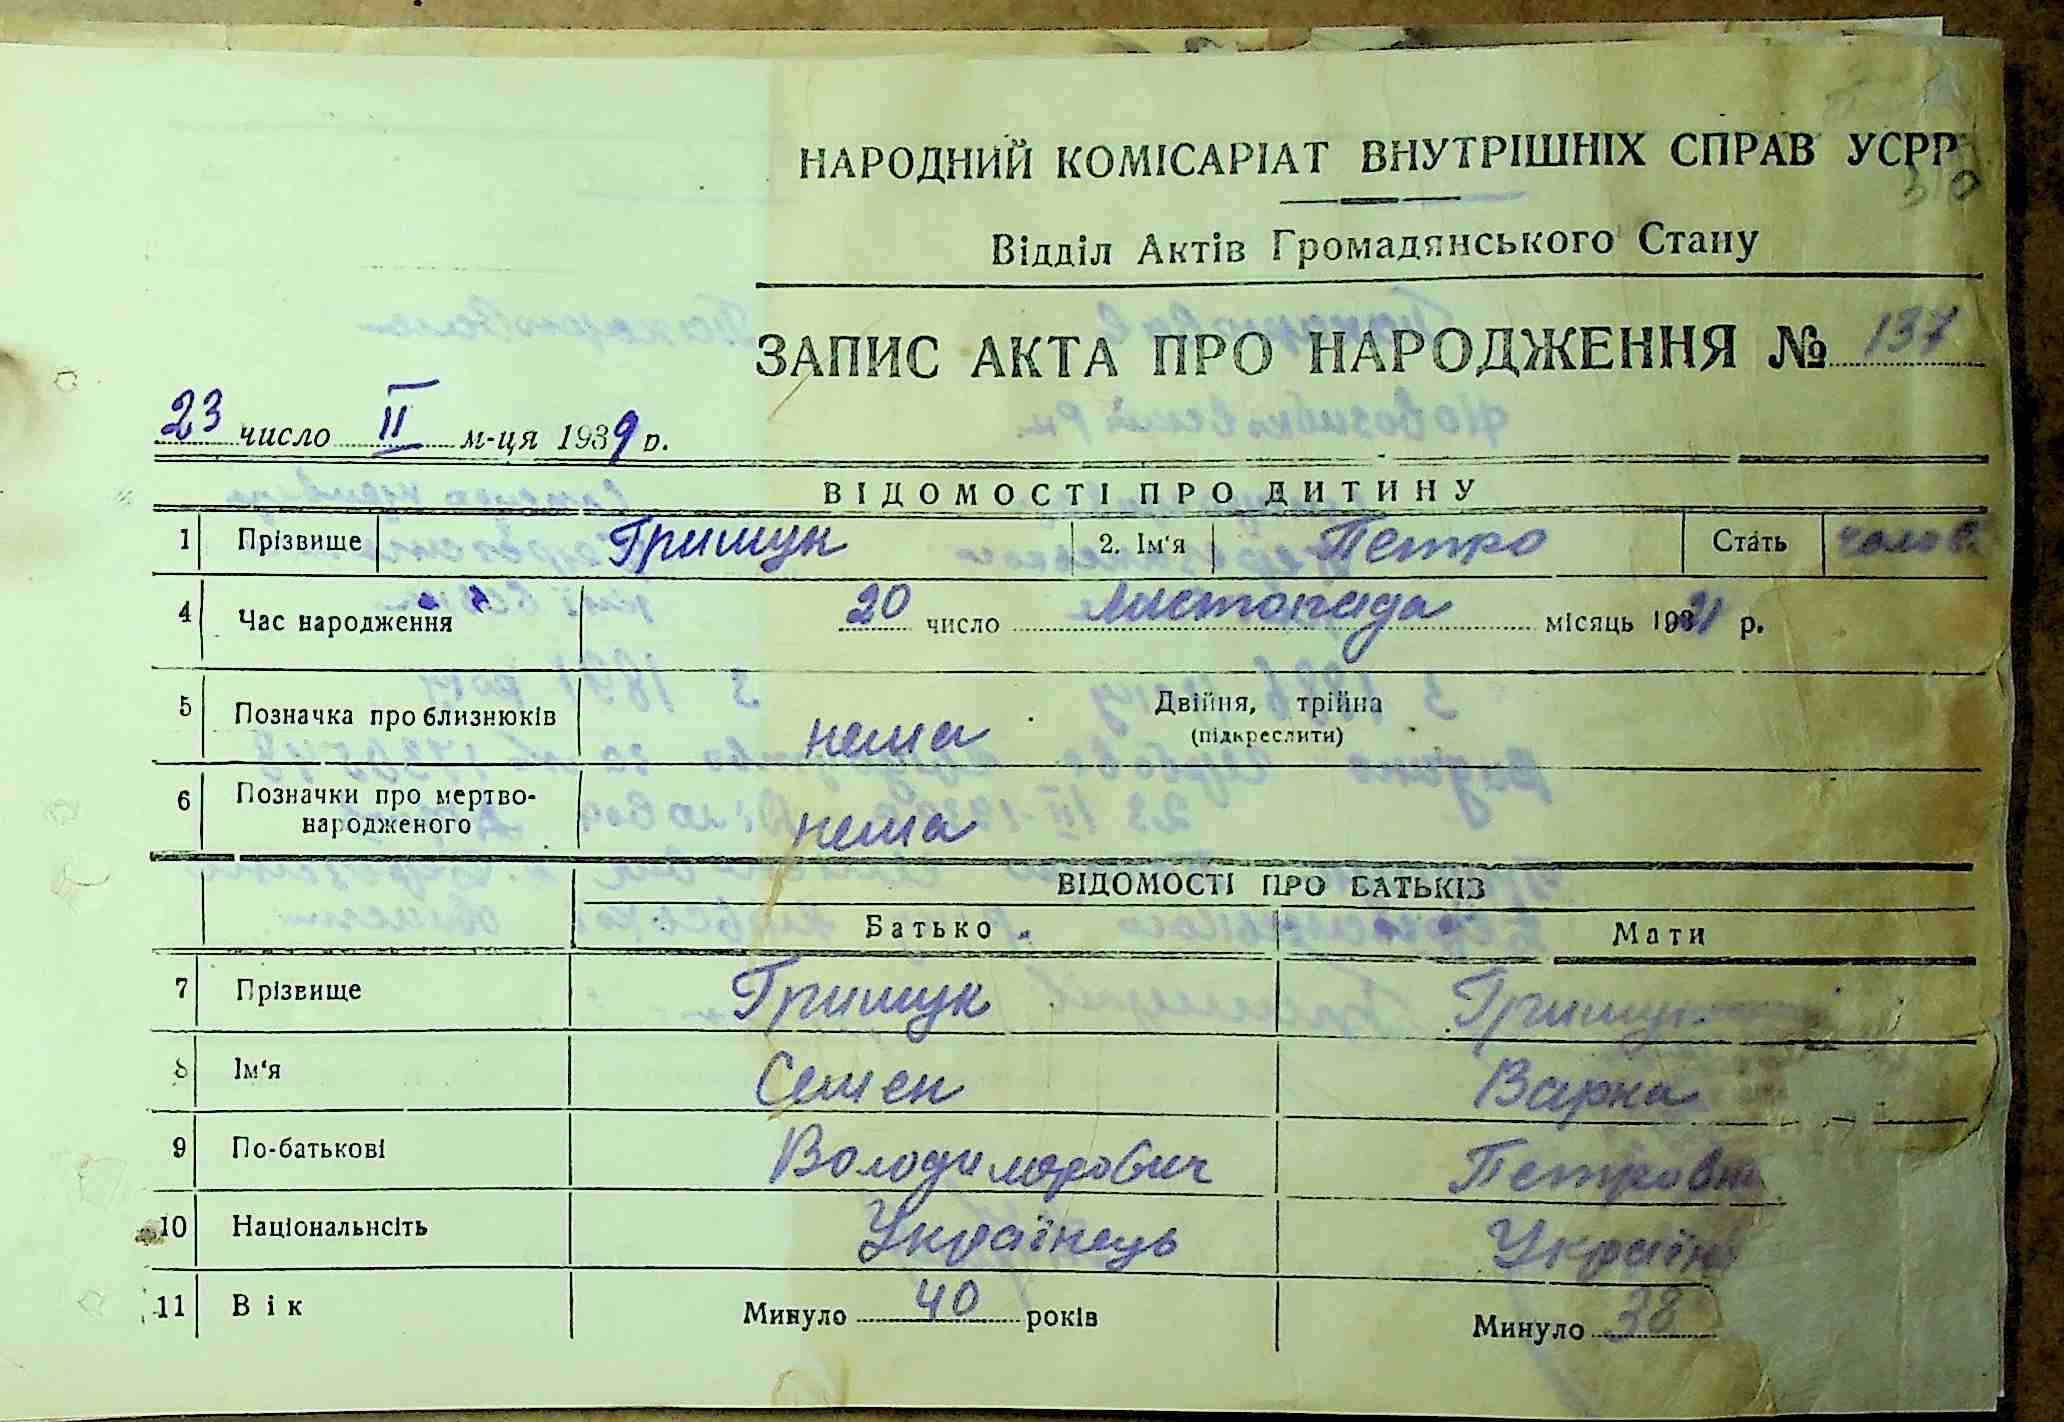 НАРОДНИЙ КОМІСАРІАТ ВНУТРІШНІХ СПРАВ УСРР
310
Відділ Актів Громадянського Стану
ЗАПИС АКТА ПРО НАРОДЖЕННЯ № 137
23 число II м-ця 1939 р.
ВІДОМОСТІ ПРО ДИТИНУ
1 Прізвище Грищук 2. Ім'я Петро Стать чолов.
4 Час народження 20 число Листопада місяць 1921 р.
5 Позначка про близнюків нема Двійня, трійна
(підкреслити)
6 Позначки про мертво-
народженого нема
ВІДОМОСТІ ПРО БАТЬКІВ
Батько Мати
7 Прізвище Грищук Грищук
8 Ім'я Семен Варка
9 По-батькові Володимирович Петровна
10 Національнсіть Українець Україн
11 Вік Минуло 40 років Минуло 38